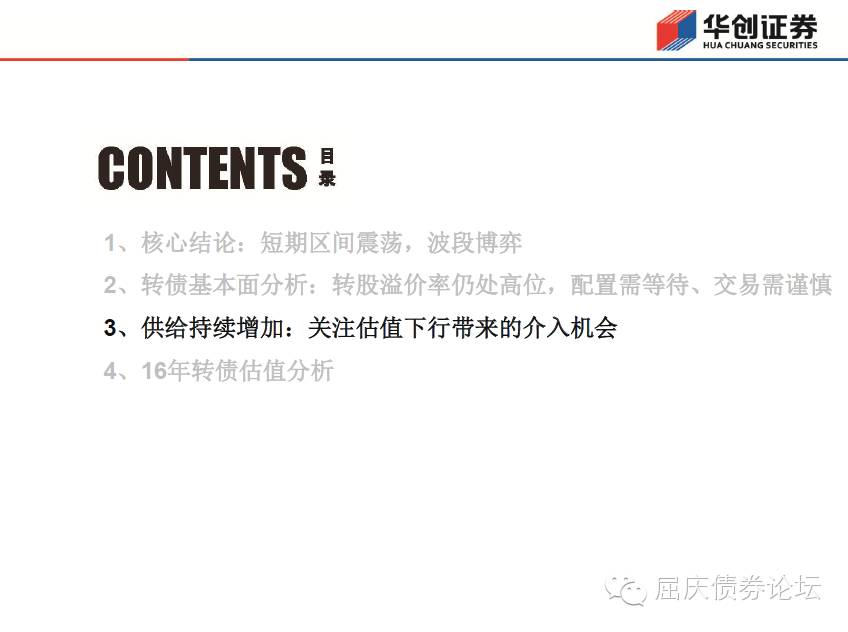 华创证券
HUA CHUANG SECURITIES
CONTENTS 目录
1、核心结论：短期区间震荡，波段博弈
2、转债基本面分析：转股溢价率仍处高位，配置需等待、交易需谨慎
3、供给持续增加：关注估值下行带来的介入机会
4、16年转债估值分析
屈庆债券论坛